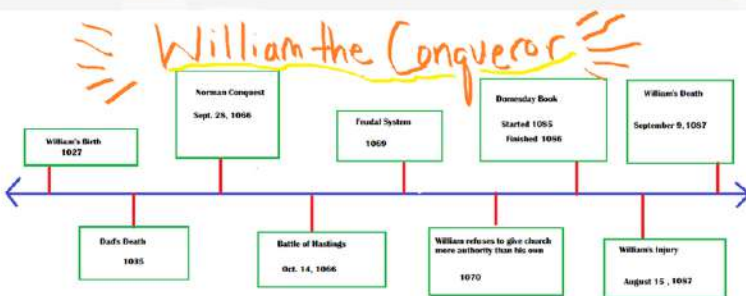 William the Conqueror
William's Birth
1027
Dad's Death
1035
Norman Conquest
Sept. 28, 1066
Battle of Hastings
Oct. 14, 1066
Feudal System
1069
William refuses to give church
more authority than his own
1070
Domesday Book
Started 1085
Finished 1086
William's Injury
August 15 , 1087
William's Death
September 9, 1087